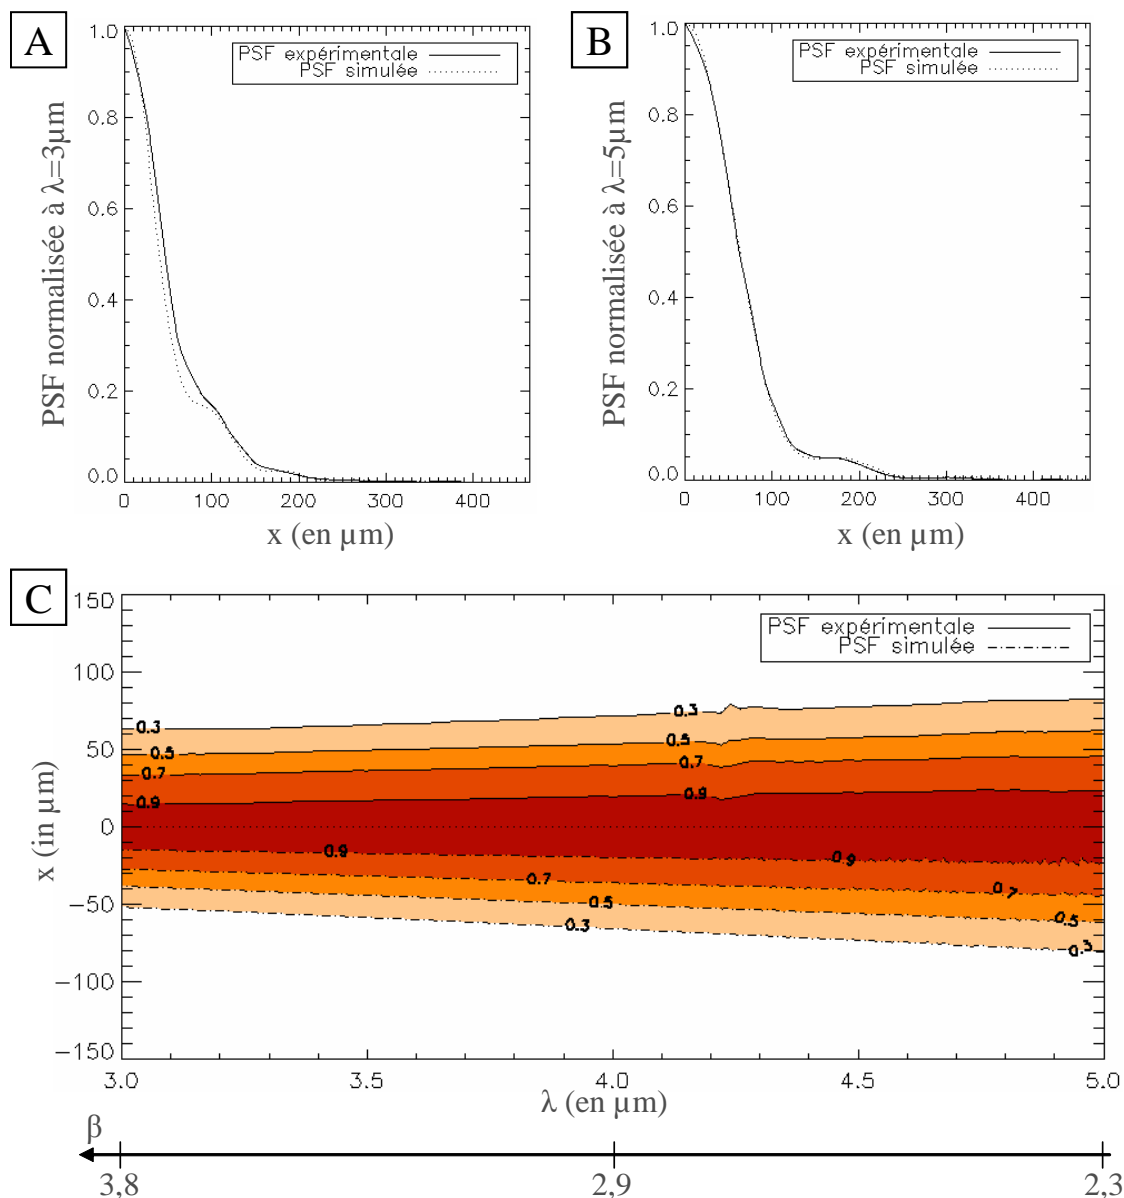 A
PSF normalisée à λ=3µm
1.0
0.8
0.6
0.4
0.2
0.0
PSF expérimentale
PSF simulée
0 100 200 300 400
x (en µm)
B
PSF normalisée à λ=5µm
1.0
0.8
0.6
0.4
0.2
0.0
PSF expérimentale
PSF simulée
0 100 200 300 400
x (en µm)
C
x (in µm)
150
100
50
0
−50
−100
−150
PSF expérimentale
PSF simulée
0.3 0.3
0.5 0.5
0.7 0.7
0.9 0.9
0.9 0.9
0.7 0.7
0.5 0.5
0.3 0.3
3.0 3.5 4.0 4.5 5.0
λ (en µm)
β
3,8 2,9 2,3